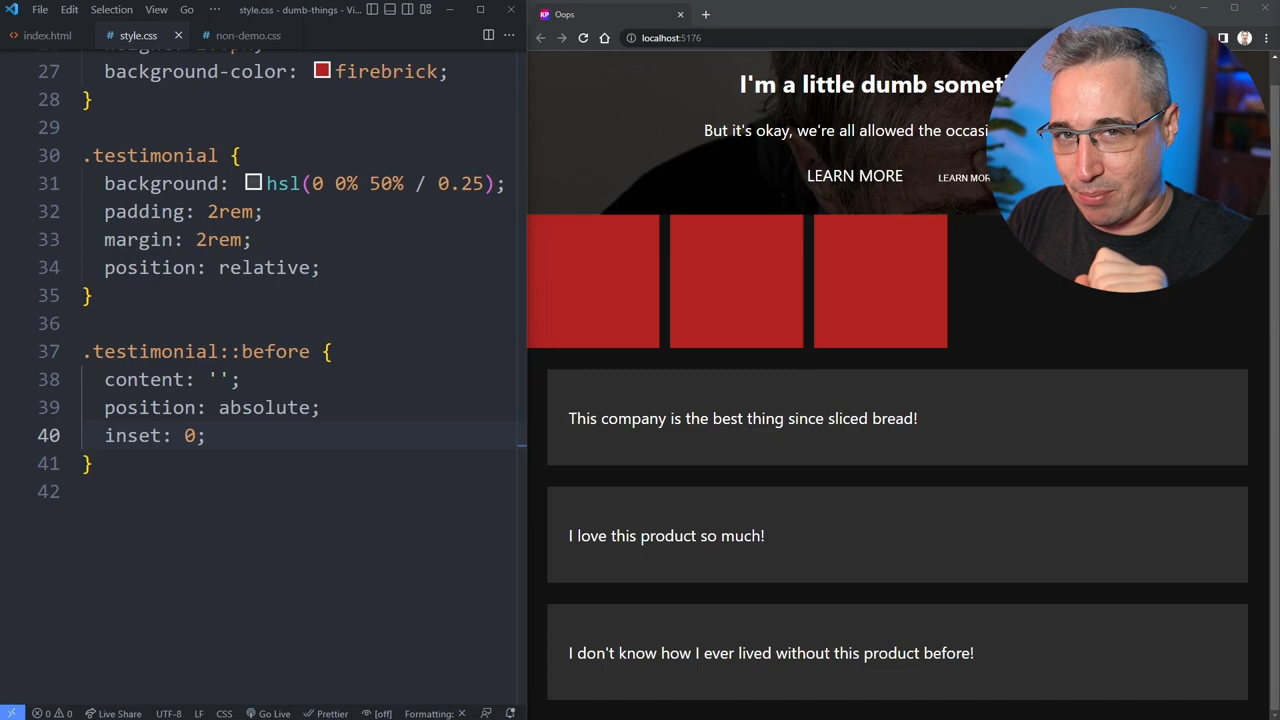 File Edit Selection View Go ··· style.css - dumb-things - Vi...
index.html style.css non-demo.css
27 background-color: firebrick;
28 }
29
30 .testimonial {
31 background: hsl(0 0% 50% / 0.25);
32 padding: 2rem;
33 margin: 2rem;
34 position: relative;
35 }
36
37 .testimonial::before {
38 content: '';
39 position: absolute;
40 inset: 0;
41 }
42
0 0 Live Share UTF-8 LF CSS Go Live Prettier [off] Formatting: ×
KP Oops
localhost:5176
I'm a little dumb someti
But it's okay, we're all allowed the occasi
LEARN MORE LEARN MOR
This company is the best thing since sliced bread!
I love this product so much!
I don't know how I ever lived without this product before!